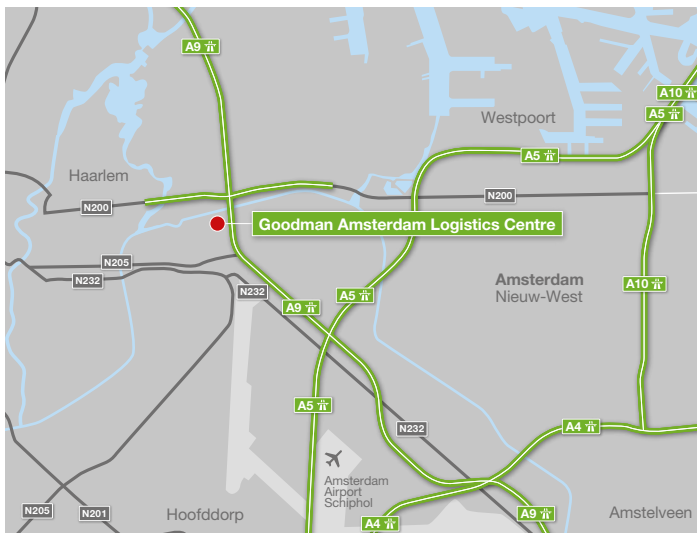 A9
A10
A5
Westpoort
A5
Haarlem
N200
N200
Goodman Amsterdam Logistics Centre
N205
N232
Amsterdam
Nieuw-West
N232
A5
A10
A9
A5
N232
A4
Amsterdam
Airport
Schiphol
N205
N201
Hoofddorp
A4
A9
Amstelveen